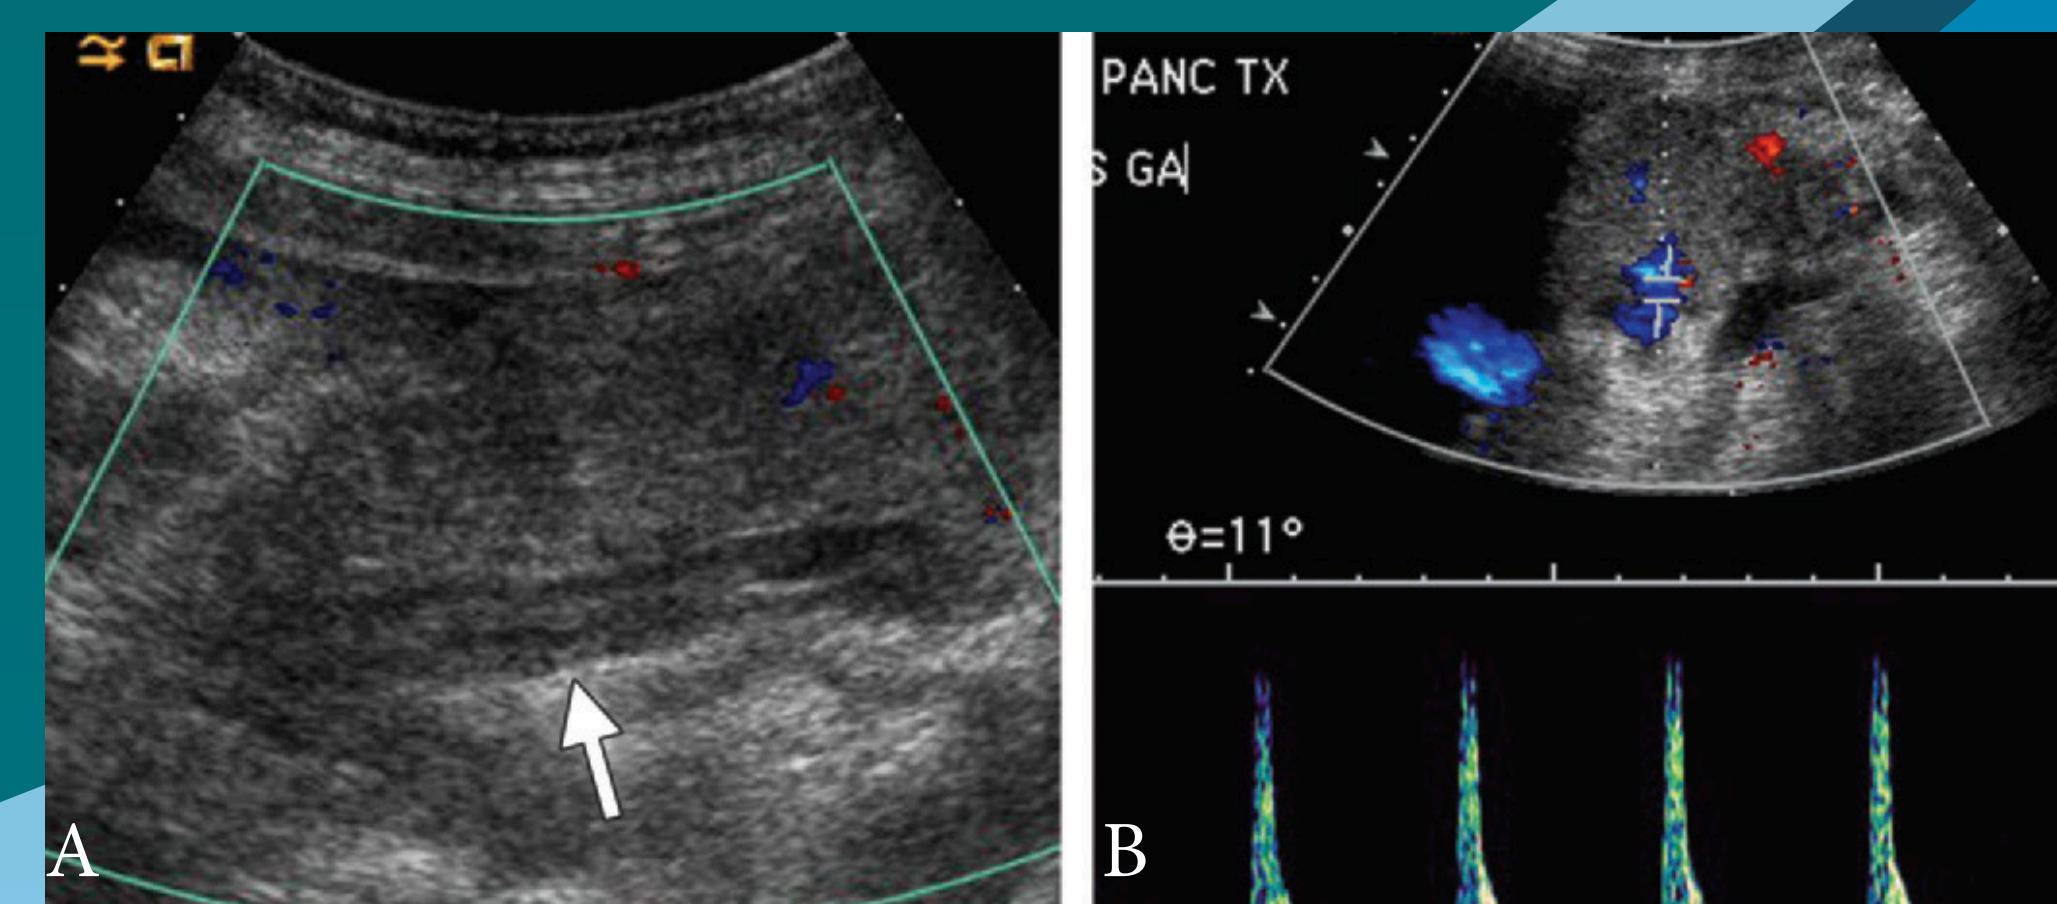 PANC TX
S GA
θ=11°
A
B